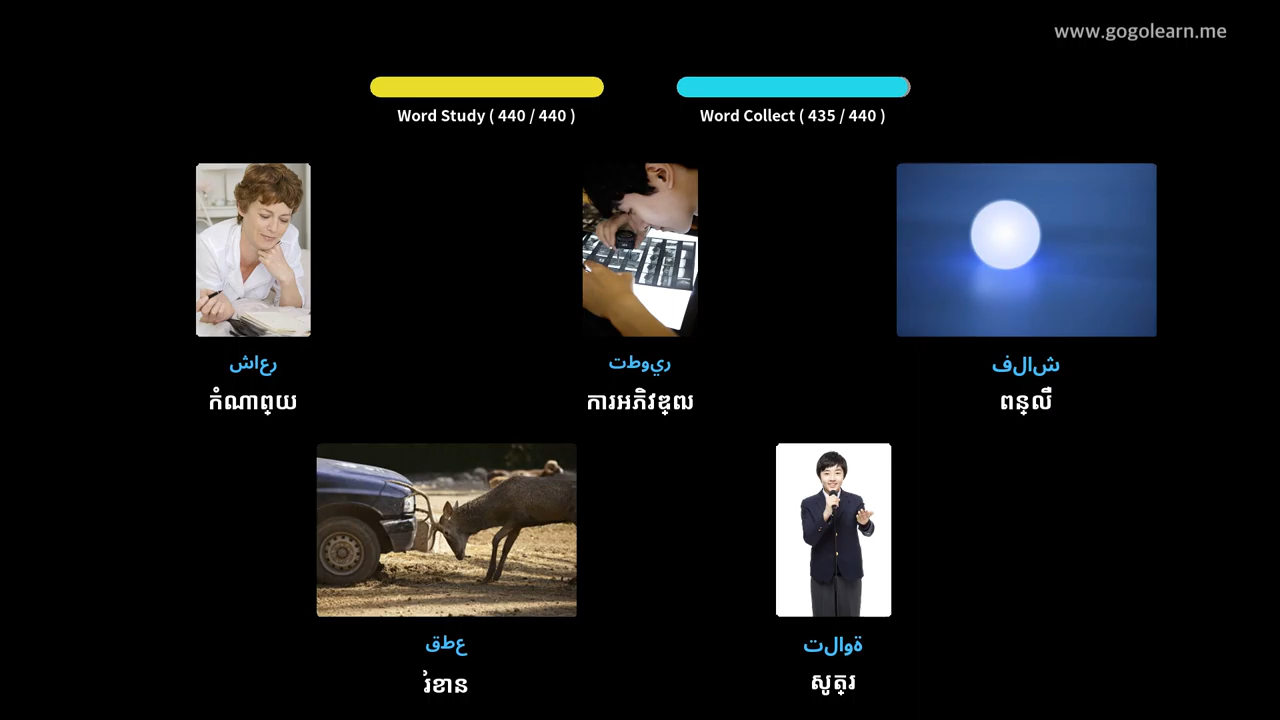 www.gogolearn.me
Word Study ( 440 / 440 )
Word Collect ( 435 / 440 )
رعاش
ريوطت
شالف
កំណាព្យ
ការអភិវឌ្ឍ
ពន្លឺ
عطق
ةوالت
រំខាន
សូត្រ